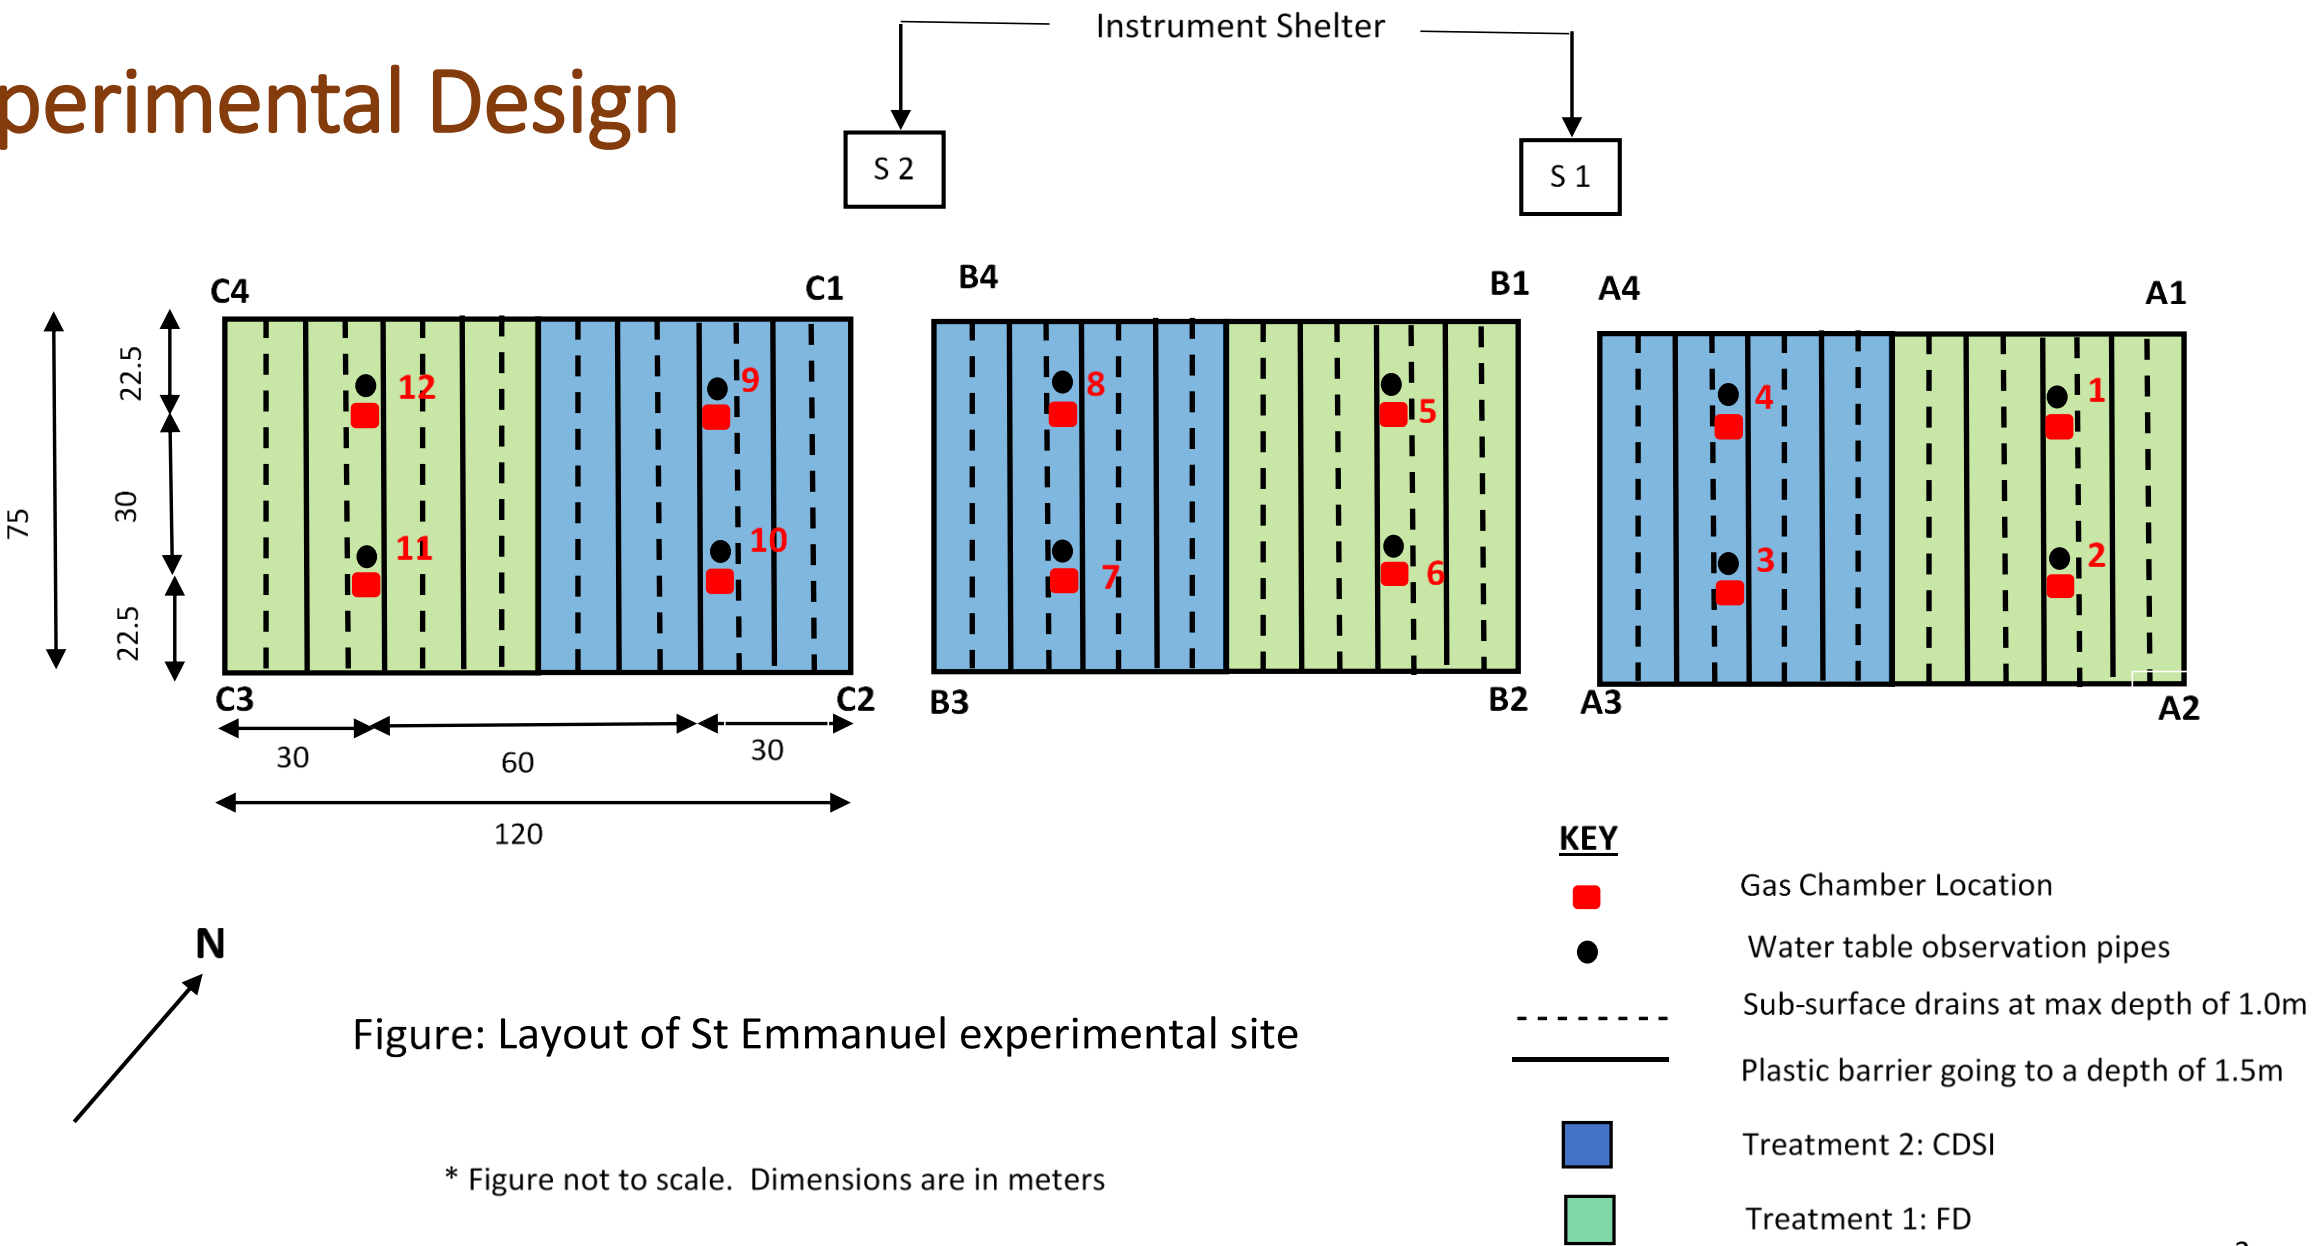 Instrument Shelter
perimental Design
S 2
S 1
C4
C1
B4
B1
A4
A1
22.5
30
22.5
75
12
9
8
5
4
1
11
10
7
6
3
2
C3
C2
B3
B2
A3
A2
30
60
30
120
KEY
Gas Chamber Location
Water table observation pipes
Sub-surface drains at max depth of 1.0m
Plastic barrier going to a depth of 1.5m
Treatment 2: CDSI
Treatment 1: FD
N
Figure: Layout of St Emmanuel experimental site
* Figure not to scale. Dimensions are in meters